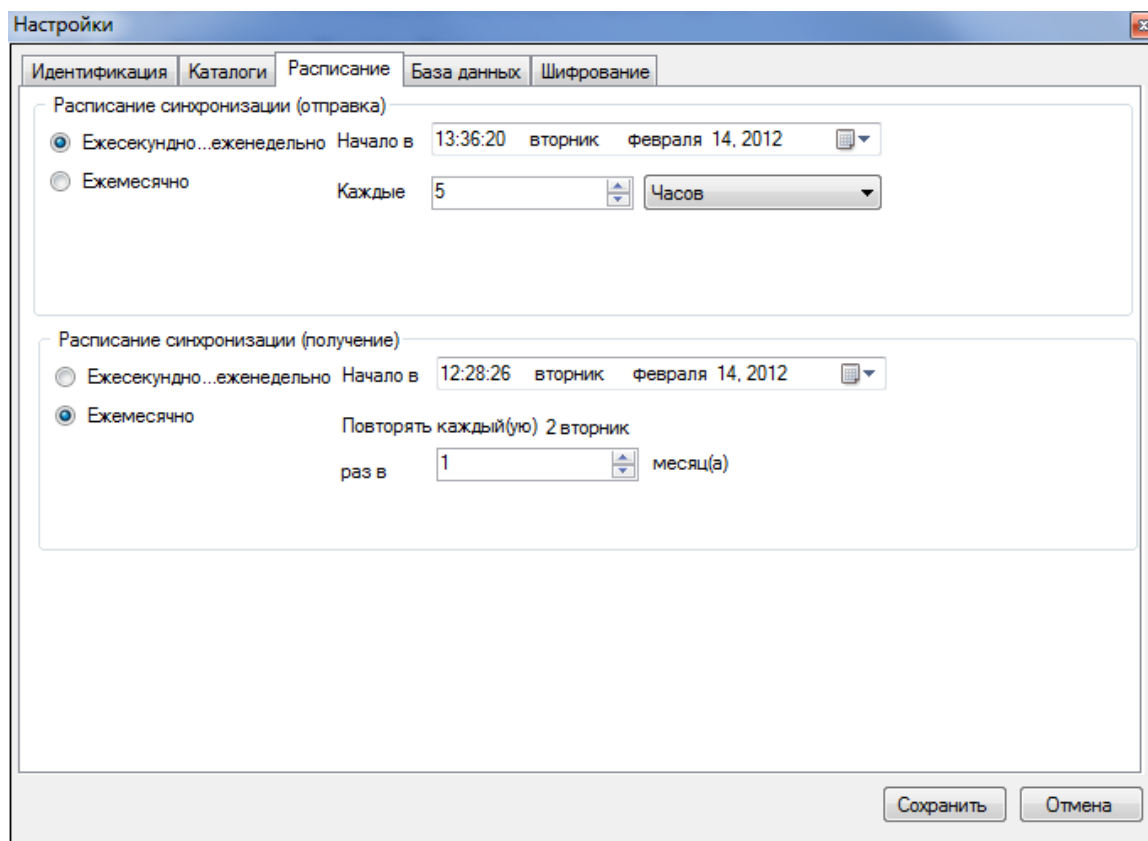 Настройки
Идентификация Каталоги Расписание База данных Шифрование
Расписание синхронизации (отправка)
Ежесекундно...еженедельно Начало в 13:36:20 вторник февраля 14, 2012
Ежемесячно Каждые 5 Часов
Расписание синхронизации (получение)
Ежесекундно...еженедельно Начало в 12:28:26 вторник февраля 14, 2012
Ежемесячно
Повторять каждый(ую) 2 вторник
раз в 1 месяц(а)
Сохранить Отмена